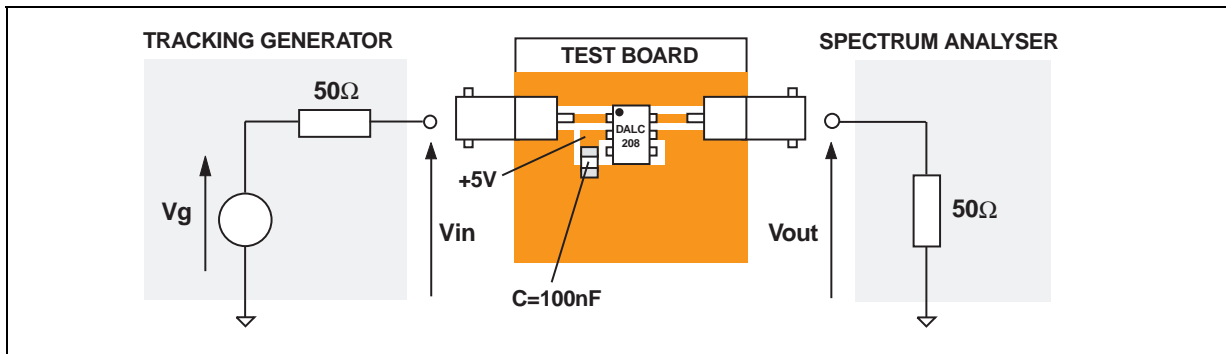 TRACKING GENERATOR
TEST BOARD
SPECTRUM ANALYSER
50Ω
DALC
208
+5V
Vg
Vin
Vout
50Ω
C=100nF